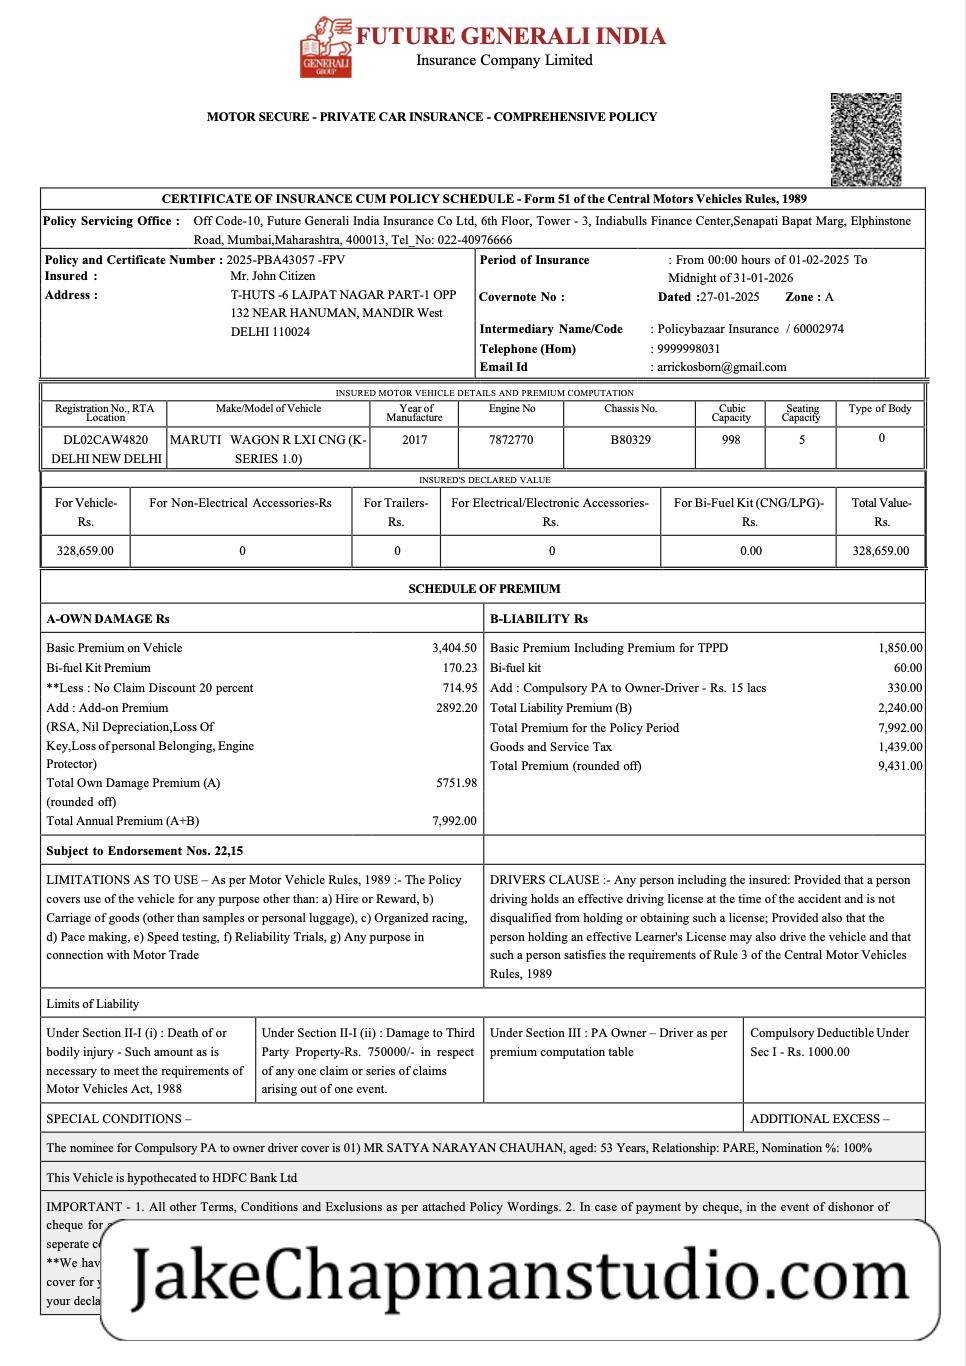 GENERALI
GROUP
FUTURE GENERALI INDIA
Insurance Company Limited
MOTOR SECURE - PRIVATE CAR INSURANCE - COMPREHENSIVE POLICY
CERTIFICATE OF INSURANCE CUM POLICY SCHEDULE - Form 51 of the Central Motors Vehicles Rules, 1989
Policy Servicing Office : Off Code-10, Future Generali India Insurance Co Ltd, 6th Floor, Tower - 3, Indiabulls Finance Center,Senapati Bapat Marg, Elphinstone
Road, Mumbai,Maharashtra, 400013, Tel_No: 022-40976666
Policy and Certificate Number : 2025-PBA43057 -FPV
Insured : Mr. John Citizen
Address : T-HUTS -6 LAJPAT NAGAR PART-1 OPP
132 NEAR HANUMAN, MANDIR West
DELHI 110024
Period of Insurance : From 00:00 hours of 01-02-2025 To
Midnight of 31-01-2026
Covernote No : Dated :27-01-2025 Zone : A
Intermediary Name/Code : Policybazaar Insurance / 60002974
Telephone (Hom) : 9999998031
Email Id : arrickosborn@gmail.com
INSURED MOTOR VEHICLE DETAILS AND PREMIUM COMPUTATION
Registration No., RTA Location Make/Model of Vehicle Year of Manufacture Engine No Chassis No. Cubic Capacity Seating Capacity Type of Body
DL02CAW4820 MARUTI WAGON R LXI CNG (K- 2017 7872770 B80329 998 5 0
DELHI NEW DELHI SERIES 1.0)
INSURED'S DECLARED VALUE
For Vehicle- For Non-Electrical Accessories-Rs For Trailers- For Electrical/Electronic Accessories- For Bi-Fuel Kit (CNG/LPG)- Total Value-
Rs. Rs. Rs. Rs. Rs.
328,659.00 0 0 0 0.00 328,659.00
SCHEDULE OF PREMIUM
A-OWN DAMAGE Rs
Basic Premium on Vehicle 3,404.50
Bi-fuel Kit Premium 170.23
**Less : No Claim Discount 20 percent 714.95
Add : Add-on Premium 2892.20
(RSA, Nil Depreciation,Loss Of
Key,Loss of personal Belonging, Engine
Protector)
Total Own Damage Premium (A) 5751.98
(rounded off)
Total Annual Premium (A+B) 7,992.00
B-LIABILITY Rs
Basic Premium Including Premium for TPPD 1,850.00
Bi-fuel kit 60.00
Add : Compulsory PA to Owner-Driver - Rs. 15 lacs 330.00
Total Liability Premium (B) 2,240.00
Total Premium for the Policy Period 7,992.00
Goods and Service Tax 1,439.00
Total Premium (rounded off) 9,431.00
Subject to Endorsement Nos. 22,15
LIMITATIONS AS TO USE – As per Motor Vehicle Rules, 1989 :- The Policy
covers use of the vehicle for any purpose other than: a) Hire or Reward, b)
Carriage of goods (other than samples or personal luggage), c) Organized racing,
d) Pace making, e) Speed testing, f) Reliability Trials, g) Any purpose in
connection with Motor Trade
DRIVERS CLAUSE :- Any person including the insured: Provided that a person
driving holds an effective driving license at the time of the accident and is not
disqualified from holding or obtaining such a license; Provided also that the
person holding an effective Learner's License may also drive the vehicle and that
such a person satisfies the requirements of Rule 3 of the Central Motor Vehicles
Rules, 1989
Limits of Liability
Under Section II-I (i) : Death of or
bodily injury - Such amount as is
necessary to meet the requirements of
Motor Vehicles Act, 1988
Under Section II-I (ii) : Damage to Third
Party Property-Rs. 750000/- in respect
of any one claim or series of claims
arising out of one event.
Under Section III : PA Owner – Driver as per
premium computation table
Compulsory Deductible Under
Sec I - Rs. 1000.00
SPECIAL CONDITIONS – ADDITIONAL EXCESS –
The nominee for Compulsory PA to owner driver cover is 01) MR SATYA NARAYAN CHAUHAN, aged: 53 Years, Relationship: PARE, Nomination %: 100%
This Vehicle is hypothecated to HDFC Bank Ltd
IMPORTANT - 1. All other Terms, Conditions and Exclusions as per attached Policy Wordings. 2. In case of payment by cheque, in the event of dishonor of
cheque for
seperate
**We
cover for
your
JakeChapmanstudio.com